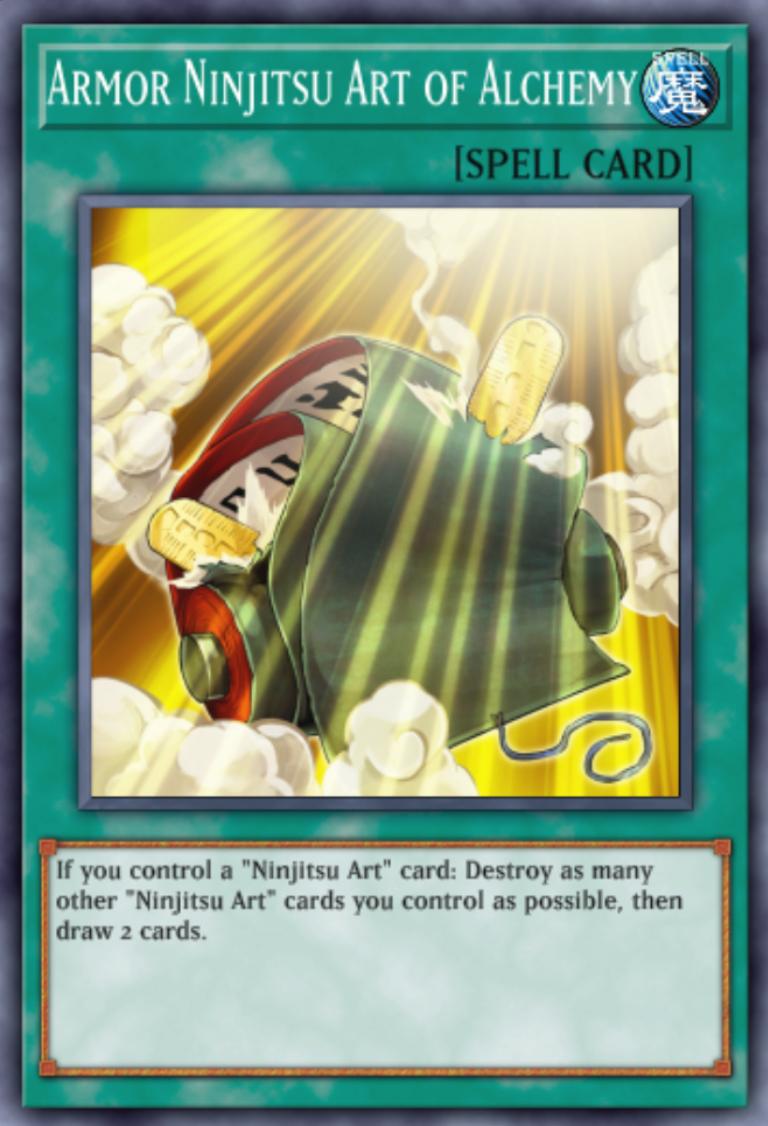 ARMOR NINJITSU ART OF ALCHEMY
SPELL
魔
[SPELL CARD]
If you control a "Ninjitsu Art" card: Destroy as many
other "Ninjitsu Art" cards you control as possible, then
draw 2 cards.